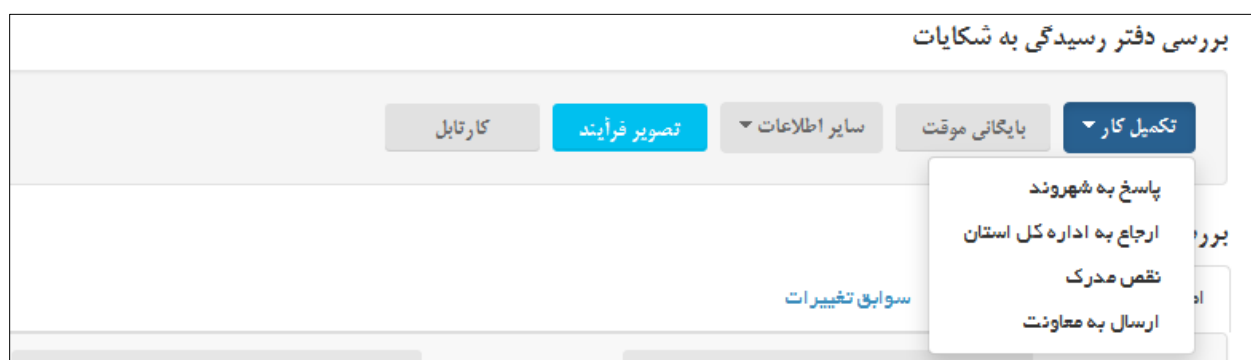 بررسی دفتر رسیدگی به شکایات
تکمیل کار بایگانی موقت سایر اطلاعات تصویر فرآیند کارتابل
پاسخ به شهروند
ارجاع به اداره کل استان
نقص مدرک
سوابق تغییرات
ارسال به معاونت